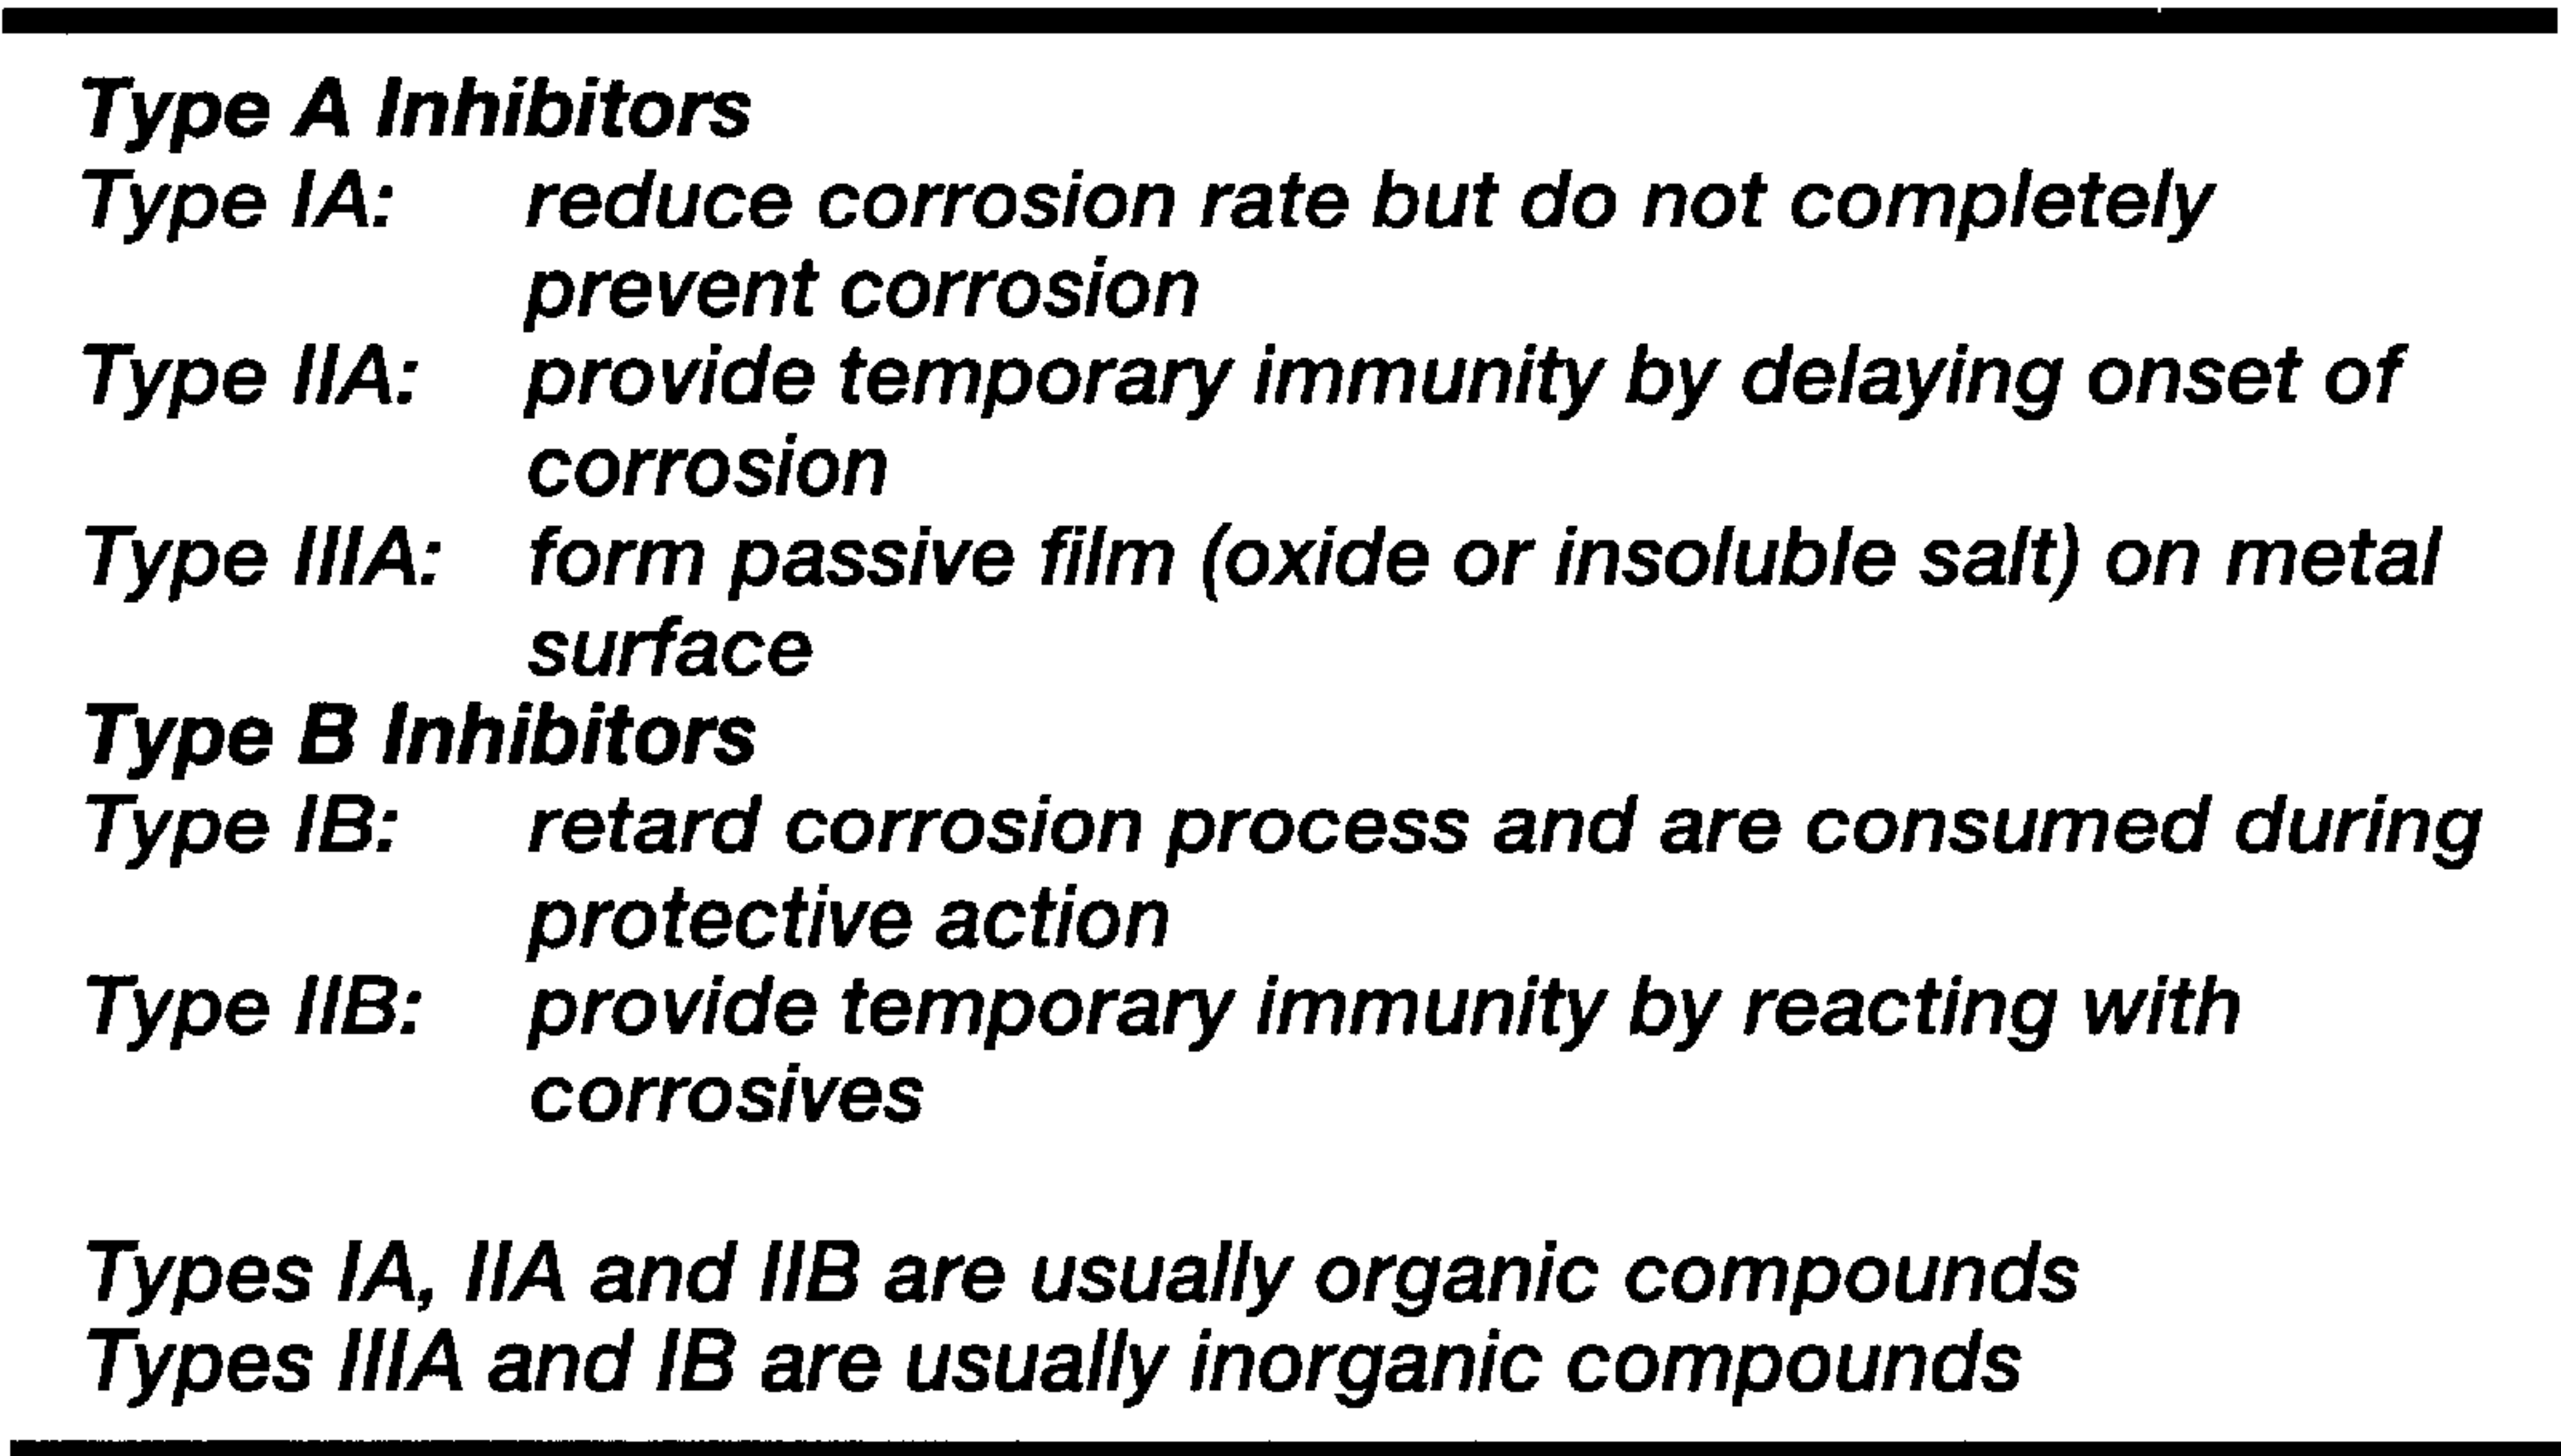 Type A Inhibitors
Type IA: reduce corrosion rate but do not completely
prevent corrosion
Type IIA: provide temporary immunity by delaying onset of
corrosion
Type IIIA: form passive film (oxide or insoluble salt) on metal
surface
Type B Inhibitors
Type IB: retard corrosion process and are consumed during
protective action
Type IIB: provide temporary immunity by reacting with
corrosives
Types IA, IIA and IIB are usually organic compounds
Types IIIA and IB are usually inorganic compounds